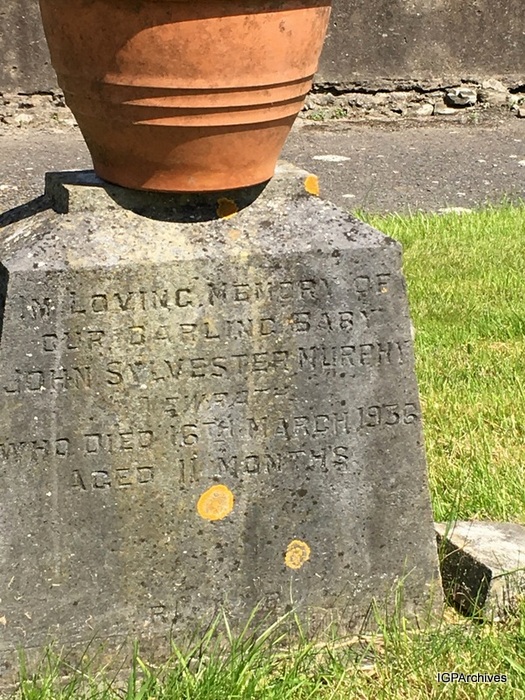 IN LOVING MEMORY OF
OUR DARLING BABY
JOHN SYLVESTER MURPHY
WHO DIED 16TH MARCH 1936
AGED 11 MONTHS
R.I.P.
IGPArchives